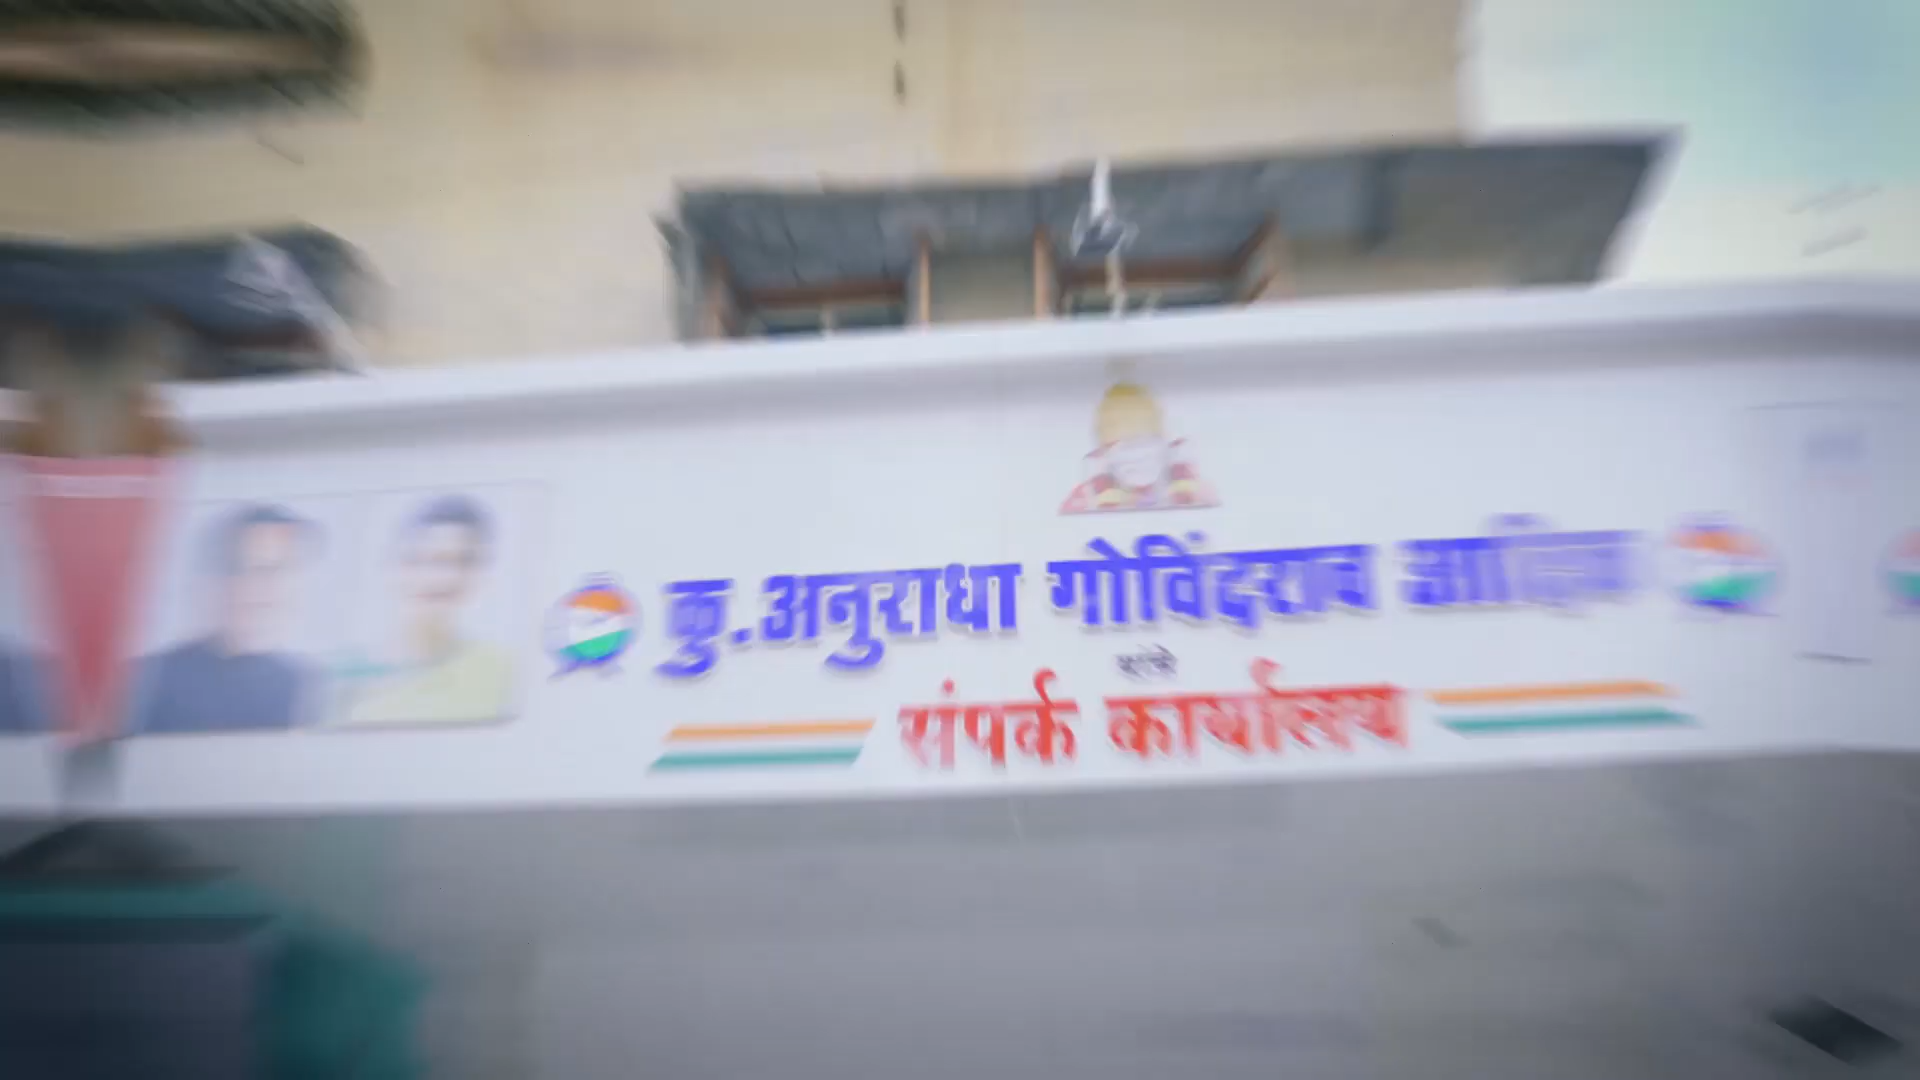 कु.अनुराधा गोविंदराव
यांचे
संपर्क कार्यालय